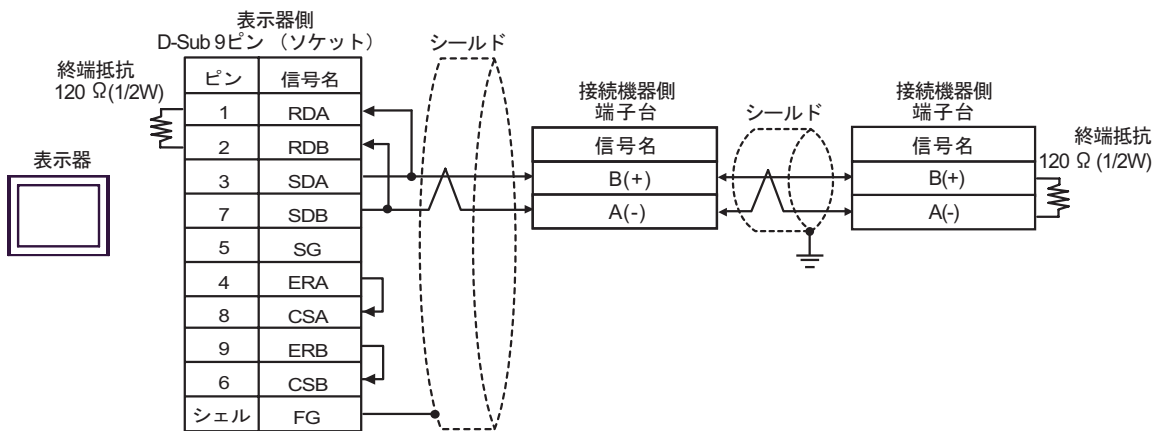 表示器側
D-Sub 9ピン （ソケット）
シールド
終端抵抗
120 Ω(1/2W)
ピン 信号名
1 RDA
2 RDB
3 SDA
7 SDB
5 SG
4 ERA
8 CSA
9 ERB
6 CSB
シェル FG
表示器
接続機器側
端子台
信号名
B(+)
A(-)
シールド
接続機器側
端子台
信号名
B(+)
A(-)
終端抵抗
120 Ω (1/2W)